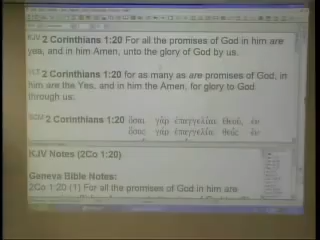 KJV 2 Corinthians 1:20 For all the promises of God in him are
yea, and in him Amen, unto the glory of God by us.
YLT 2 Corinthians 1:20 for as many as are promises of God, in
him are the Yes, and in him the Amen, for glory to God
through us;
2 Corinthians 1:20 ὅσαι γὰρ ἐπαγγελίαι Θεοῦ, ἐν
KJV Notes (2Co 1:20)
Geneva Bible Notes:
2Co 1:20 (1) For all the promises of God in him are